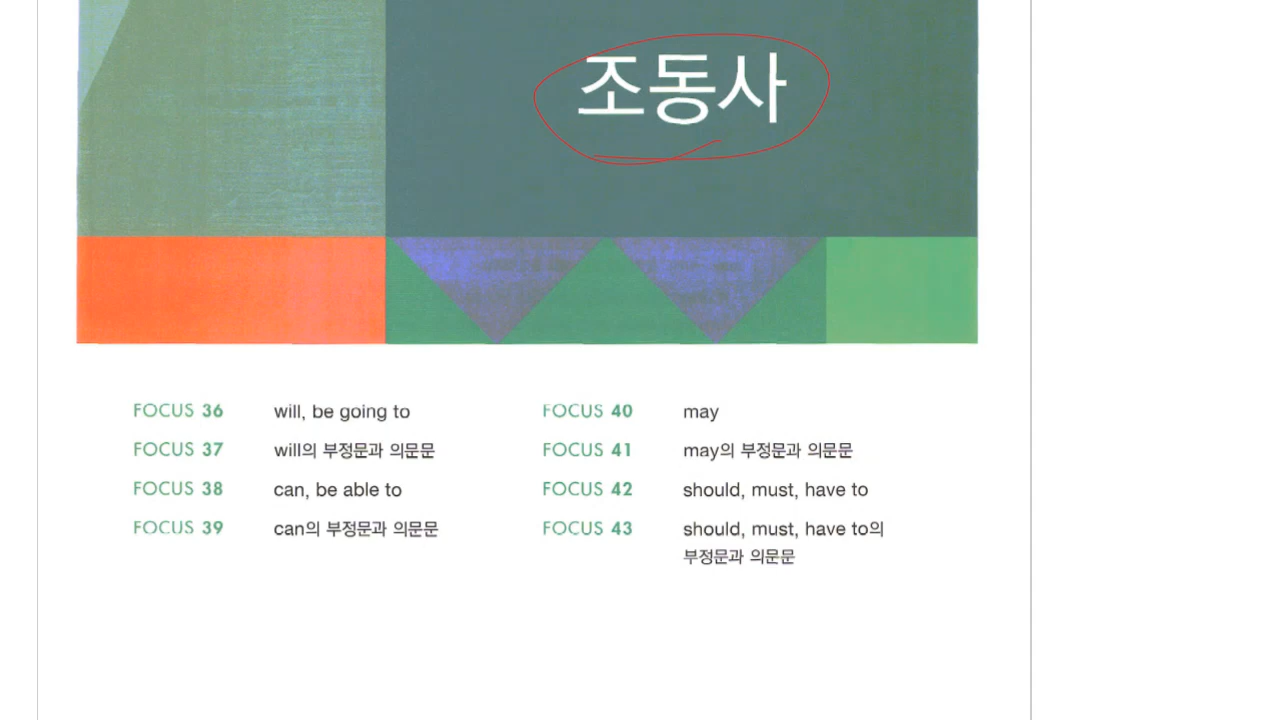 조동사
FOCUS 36 will, be going to
FOCUS 37 will의 부정문과 의문문
FOCUS 38 can, be able to
FOCUS 39 can의 부정문과 의문문
FOCUS 40 may
FOCUS 41 may의 부정문과 의문문
FOCUS 42 should, must, have to
FOCUS 43 should, must, have to의
부정문과 의문문